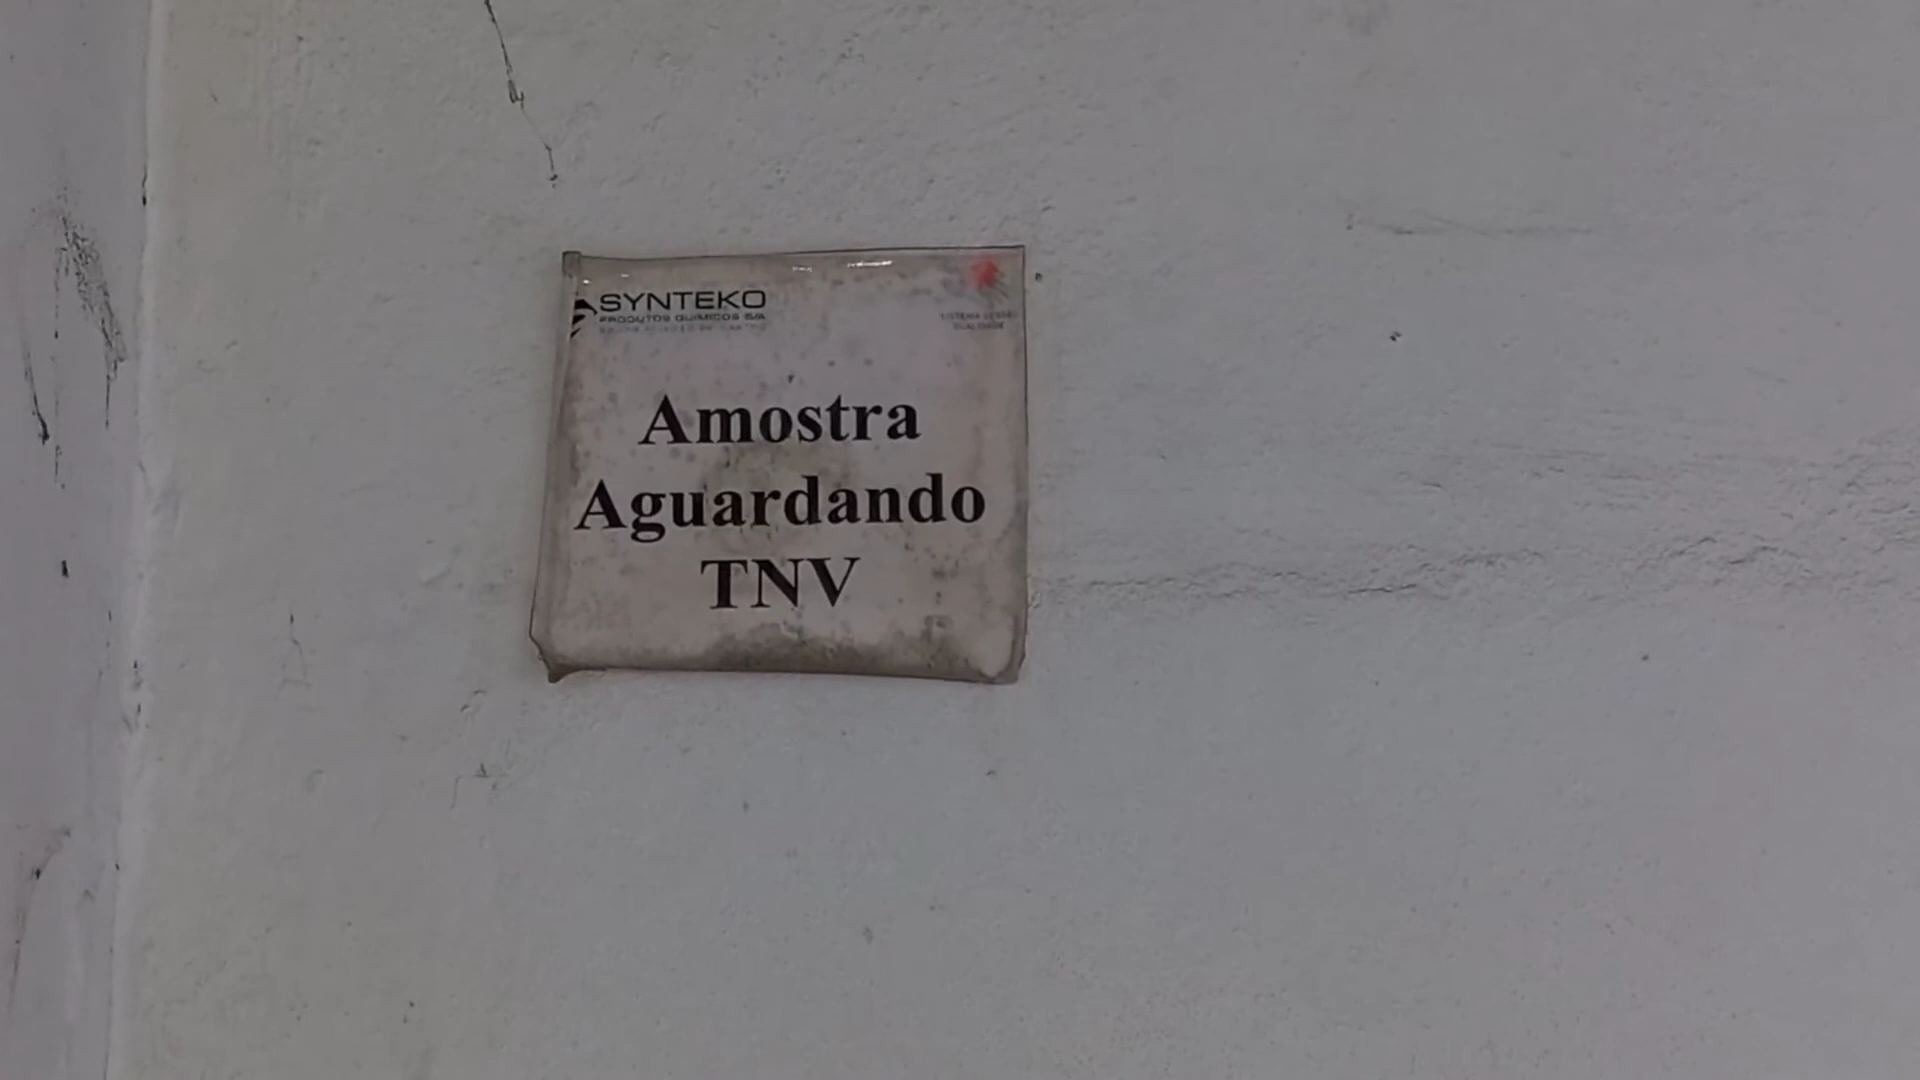 SYNTEKO
PRODUTOS QUIMICOS S/A
Amostra
Aguardando
TNV